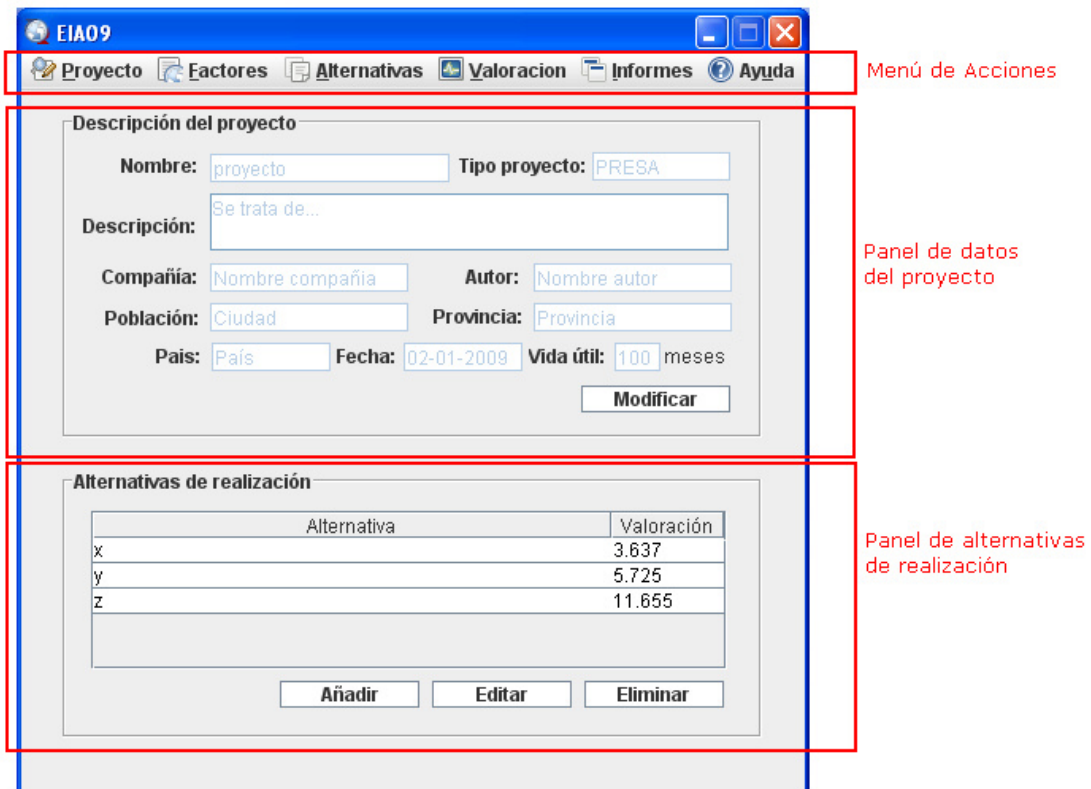 EIA09
Proyecto Factores Alternativas Valoracion Informes Ayuda
Menú de Acciones
Descripción del proyecto
Nombre: proyecto Tipo proyecto: PRESA
Descripción: Se trata de...
Panel de datos
del proyecto
Compañía: Nombre compañia Autor: Nombre autor
Población: Ciudad Provincia: Provincia
Pais: País Fecha: 02-01-2009 Vida útil: 100 meses
Modificar
Alternativas de realización
Alternativa Valoración
x 3.637
y 5.725
z 11.655
Panel de alternativas
de realización
Añadir Editar Eliminar